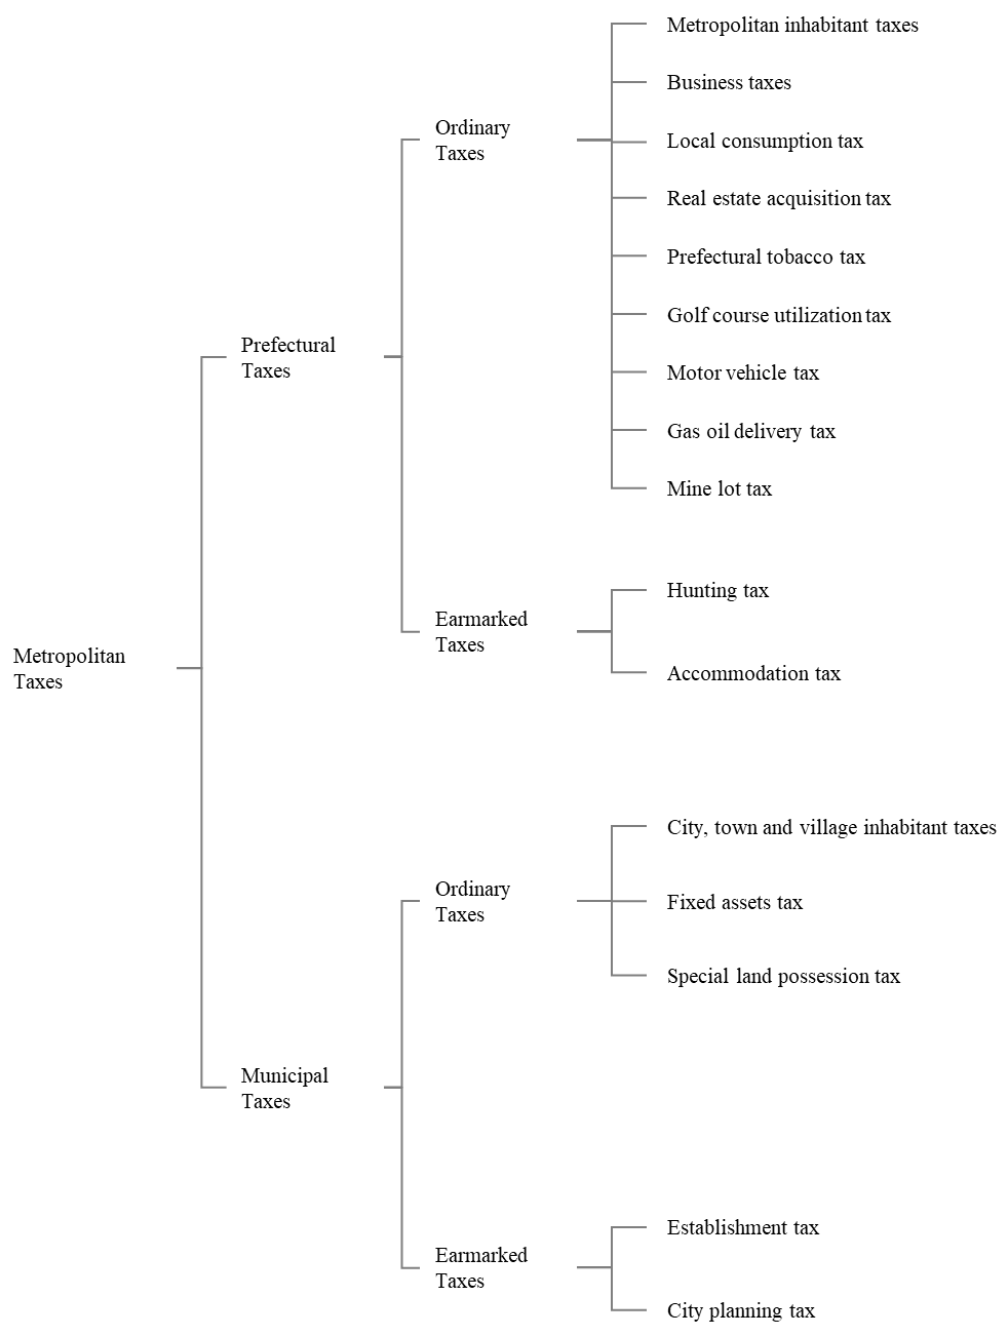 Metropolitan
Taxes
Prefectural
Taxes
Ordinary
Taxes
Metropolitan inhabitant taxes
Business taxes
Local consumption tax
Real estate acquisition tax
Prefectural tobacco tax
Golf course utilization tax
Motor vehicle tax
Gas oil delivery tax
Mine lot tax
Earmarked
Taxes
Hunting tax
Accommodation tax
Municipal
Taxes
Ordinary
Taxes
City, town and village inhabitant taxes
Fixed assets tax
Special land possession tax
Earmarked
Taxes
Establishment tax
City planning tax